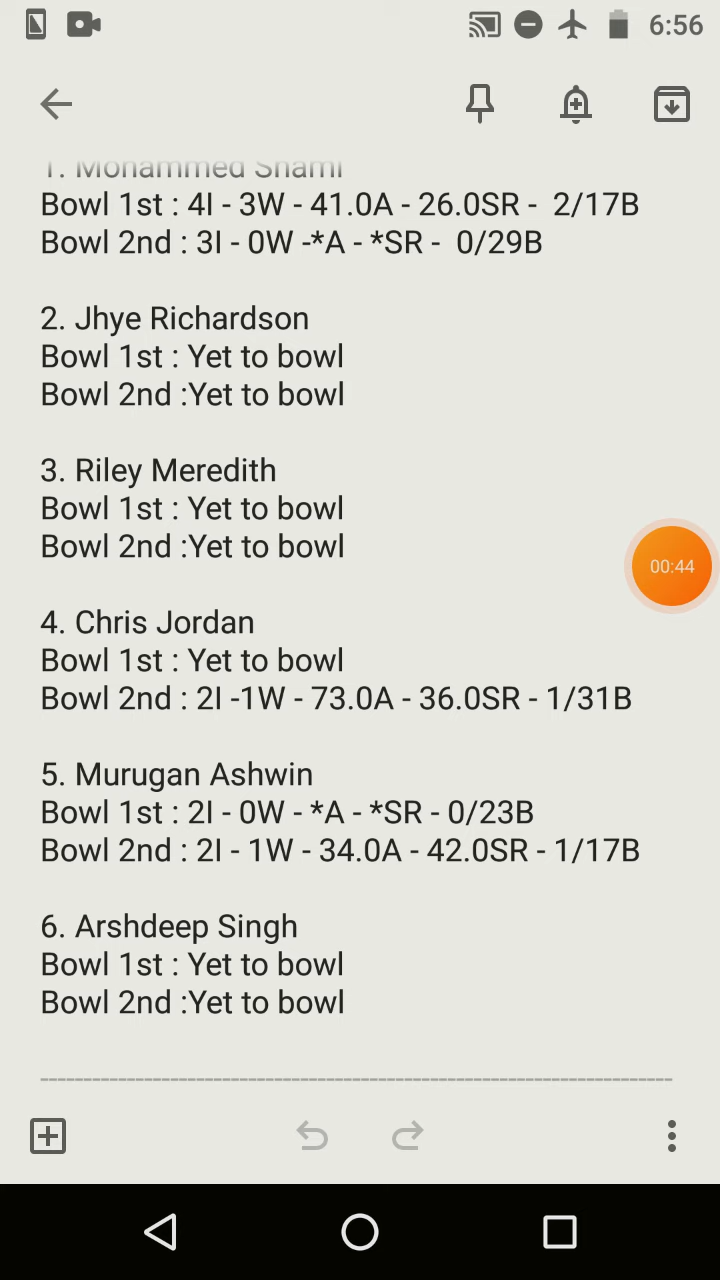 6:56
1. Mohammed Shami
Bowl 1st : 4I - 3W - 41.0A - 26.0SR -  2/17B
Bowl 2nd : 3I - 0W -*A - *SR -  0/29B
2. Jhye Richardson
Bowl 1st : Yet to bowl
Bowl 2nd :Yet to bowl
3. Riley Meredith
Bowl 1st : Yet to bowl
Bowl 2nd :Yet to bowl
00:44
4. Chris Jordan
Bowl 1st : Yet to bowl
Bowl 2nd : 2I -1W - 73.0A - 36.0SR - 1/31B
5. Murugan Ashwin
Bowl 1st : 2I - 0W - *A - *SR - 0/23B
Bowl 2nd : 2I - 1W - 34.0A - 42.0SR - 1/17B
6. Arshdeep Singh
Bowl 1st : Yet to bowl
Bowl 2nd :Yet to bowl